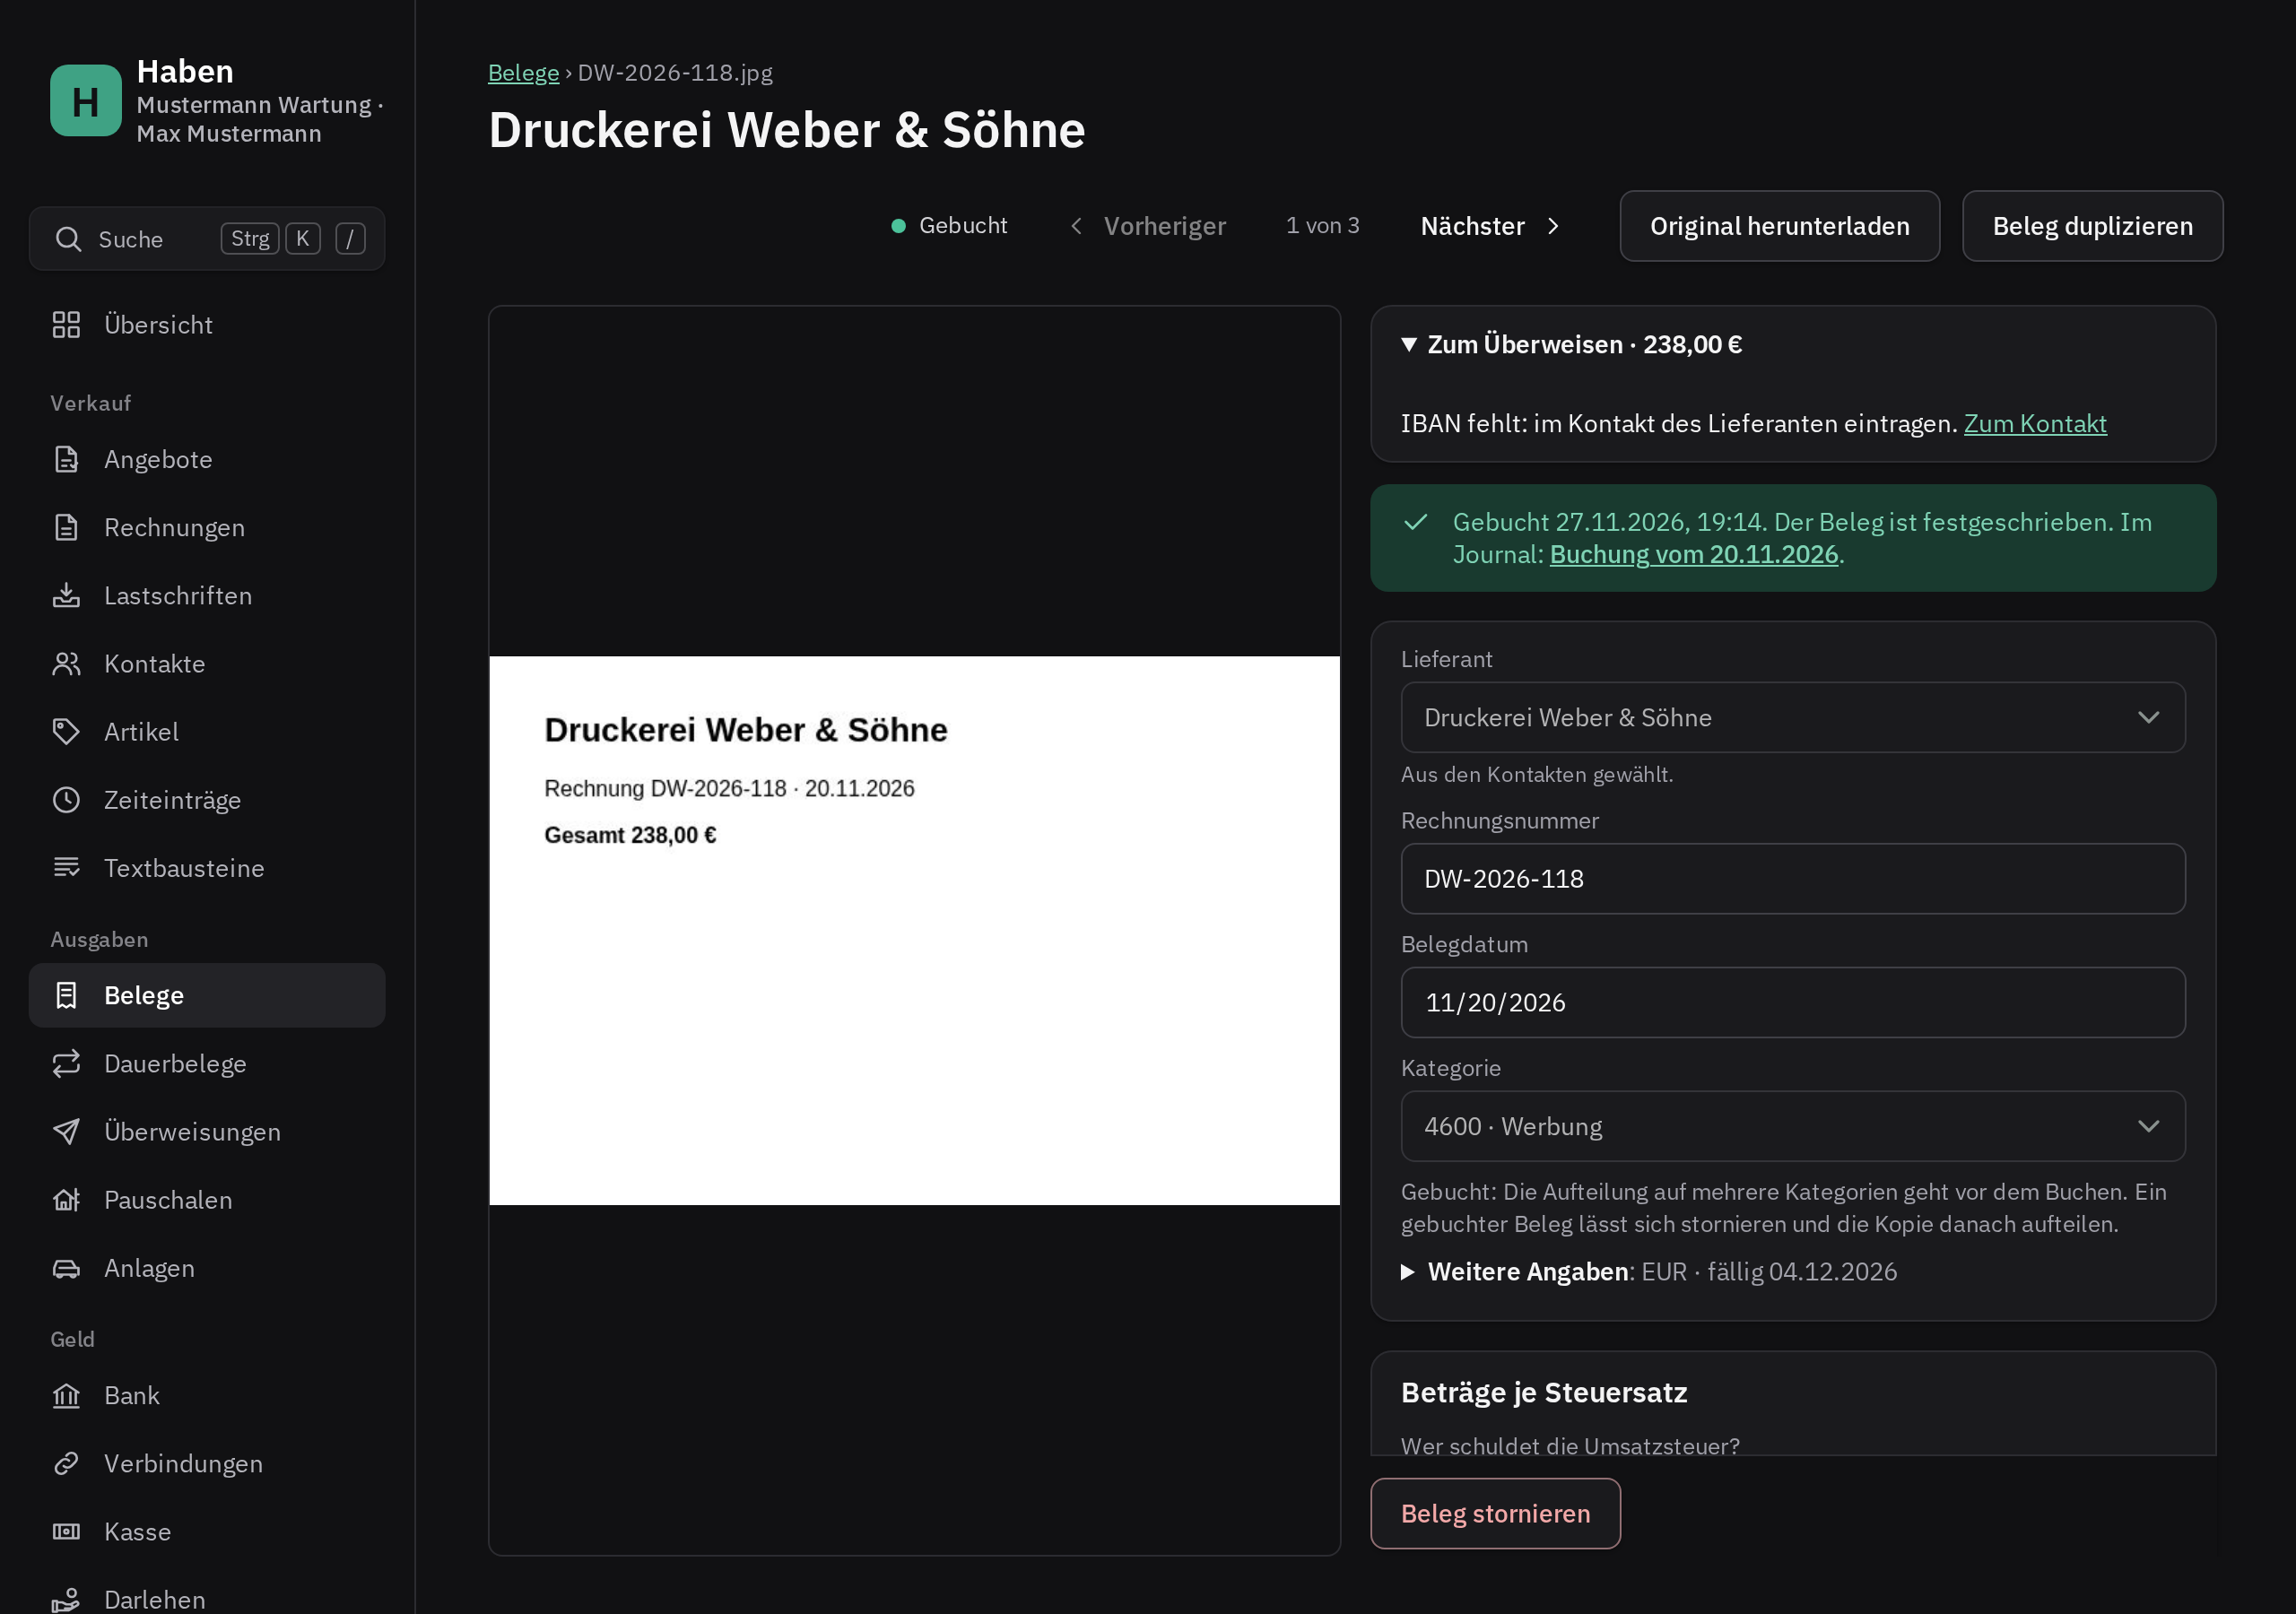 H
Haben
Mustermann Wartung ·
Max Mustermann
Suche
Strg K /
Übersicht
Verkauf
Angebote
Rechnungen
Lastschriften
Kontakte
Artikel
Zeiteinträge
Textbausteine
Ausgaben
Belege
Dauerbelege
Überweisungen
Pauschalen
Anlagen
Geld
Bank
Verbindungen
Kasse
Darlehen
Belege › DW-2026-118.jpg
Druckerei Weber & Söhne
Gebucht
Vorheriger
1 von 3
Nächster
Original herunterladen
Beleg duplizieren
Druckerei Weber & Söhne
Rechnung DW-2026-118 · 20.11.2026
Gesamt 238,00 €
Zum Überweisen · 238,00 €
IBAN fehlt: im Kontakt des Lieferanten eintragen. Zum Kontakt
Gebucht 27.11.2026, 19:14. Der Beleg ist festgeschrieben. Im
Journal: Buchung vom 20.11.2026.
Lieferant
Druckerei Weber & Söhne
Aus den Kontakten gewählt.
Rechnungsnummer
DW-2026-118
Belegdatum
11/20/2026
Kategorie
4600 · Werbung
Gebucht: Die Aufteilung auf mehrere Kategorien geht vor dem Buchen. Ein
gebuchter Beleg lässt sich stornieren und die Kopie danach aufteilen.
Weitere Angaben: EUR · fällig 04.12.2026
Beträge je Steuersatz
Wer schuldet die Umsatzsteuer?
Beleg stornieren